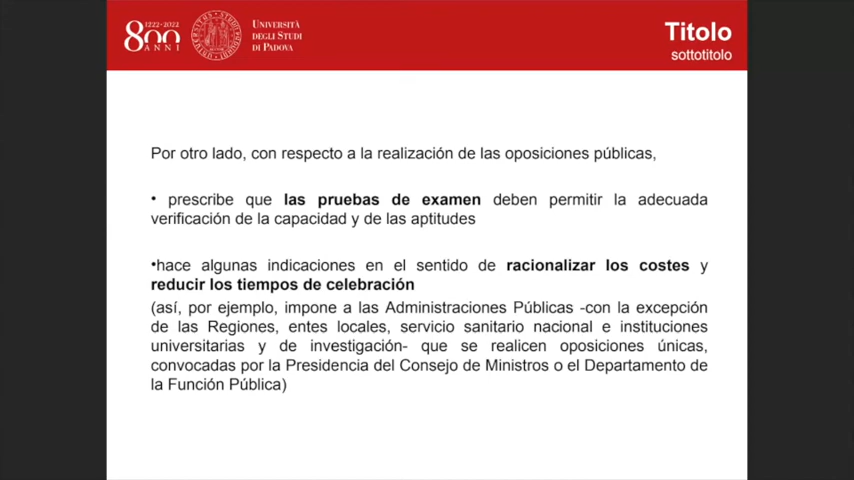 1222·2022
800
ANNI
UNIVERSITÀ
DEGLI STUDI
DI PADOVA
Titolo
sottotitolo
Por otro lado, con respecto a la realización de las oposiciones públicas,
• prescribe que las pruebas de examen deben permitir la adecuada
verificación de la capacidad y de las aptitudes
•hace algunas indicaciones en el sentido de racionalizar los costes y
reducir los tiempos de celebración
(así, por ejemplo, impone a las Administraciones Públicas -con la excepción
de las Regiones, entes locales, servicio sanitario nacional e instituciones
universitarias y de investigación- que se realicen oposiciones únicas,
convocadas por la Presidencia del Consejo de Ministros o el Departamento de
la Función Pública)